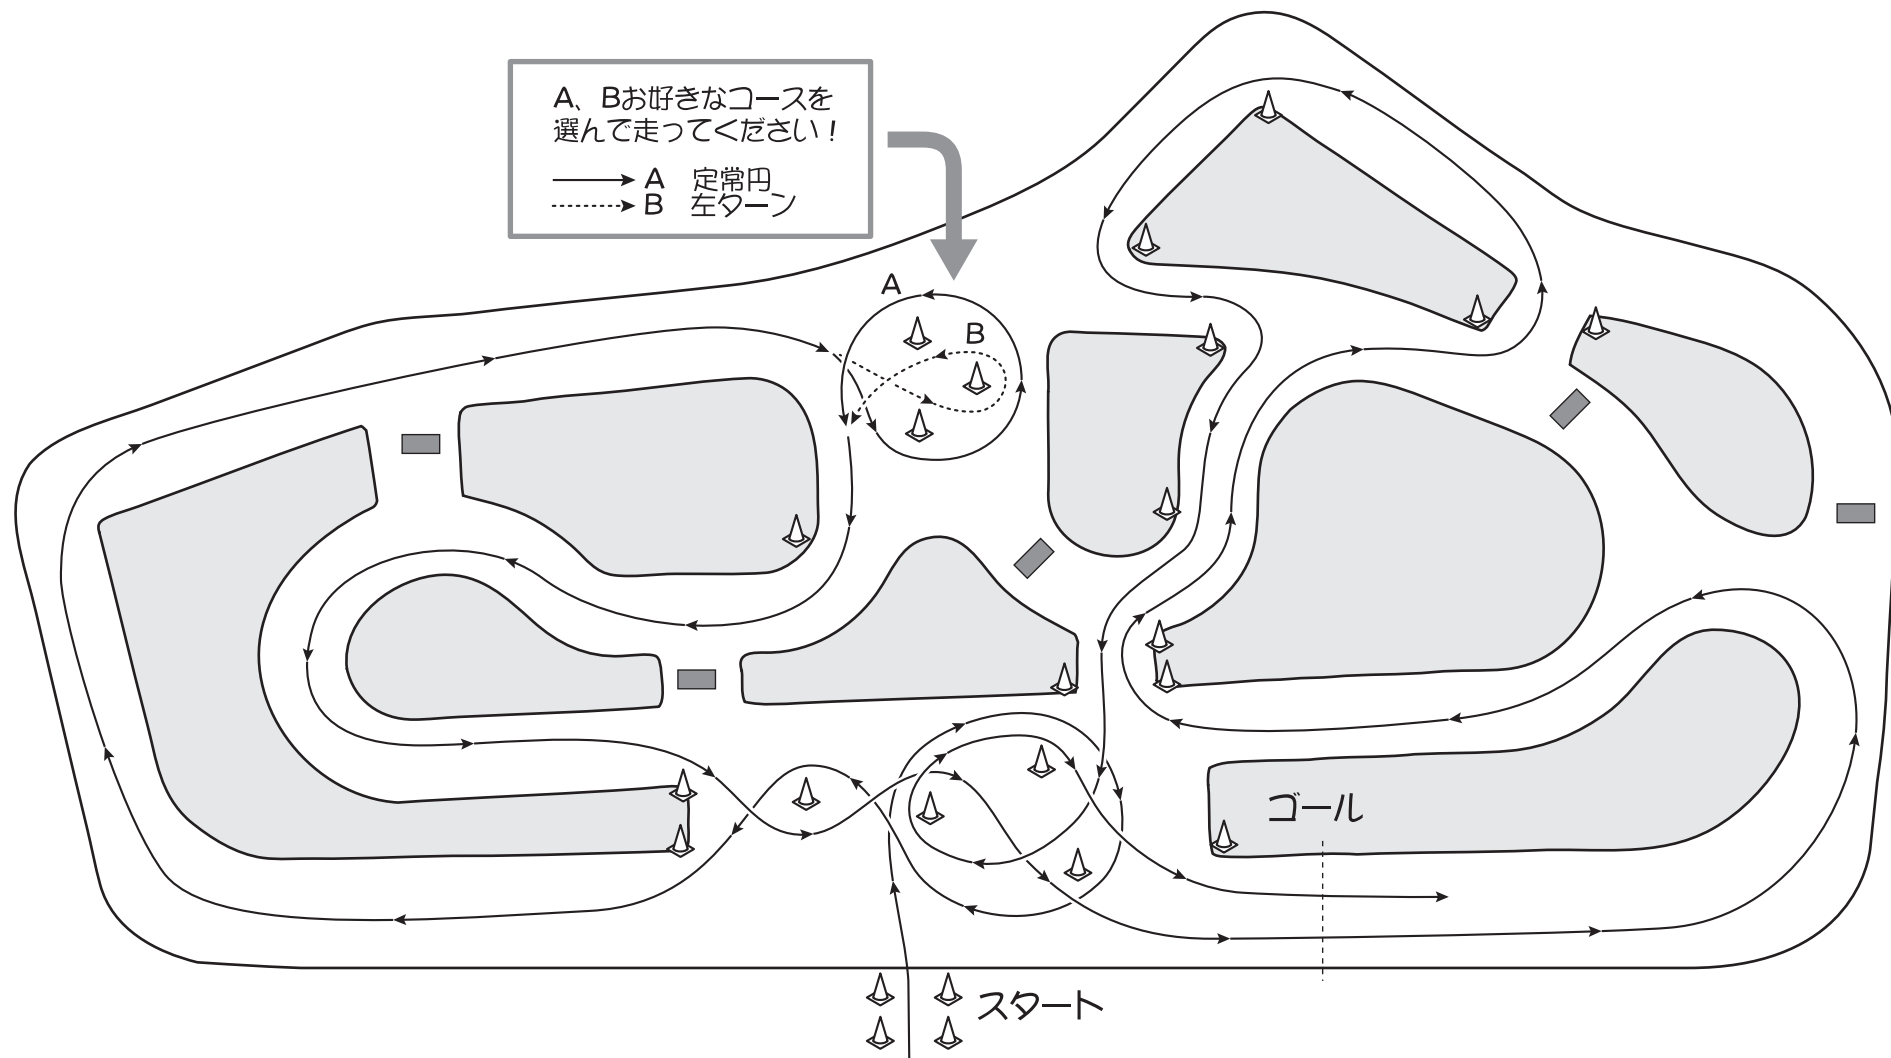 A、Bお好きなコースを
選んで走ってください！
A 定常円
B 左ターン
A
B
ゴール
スタート